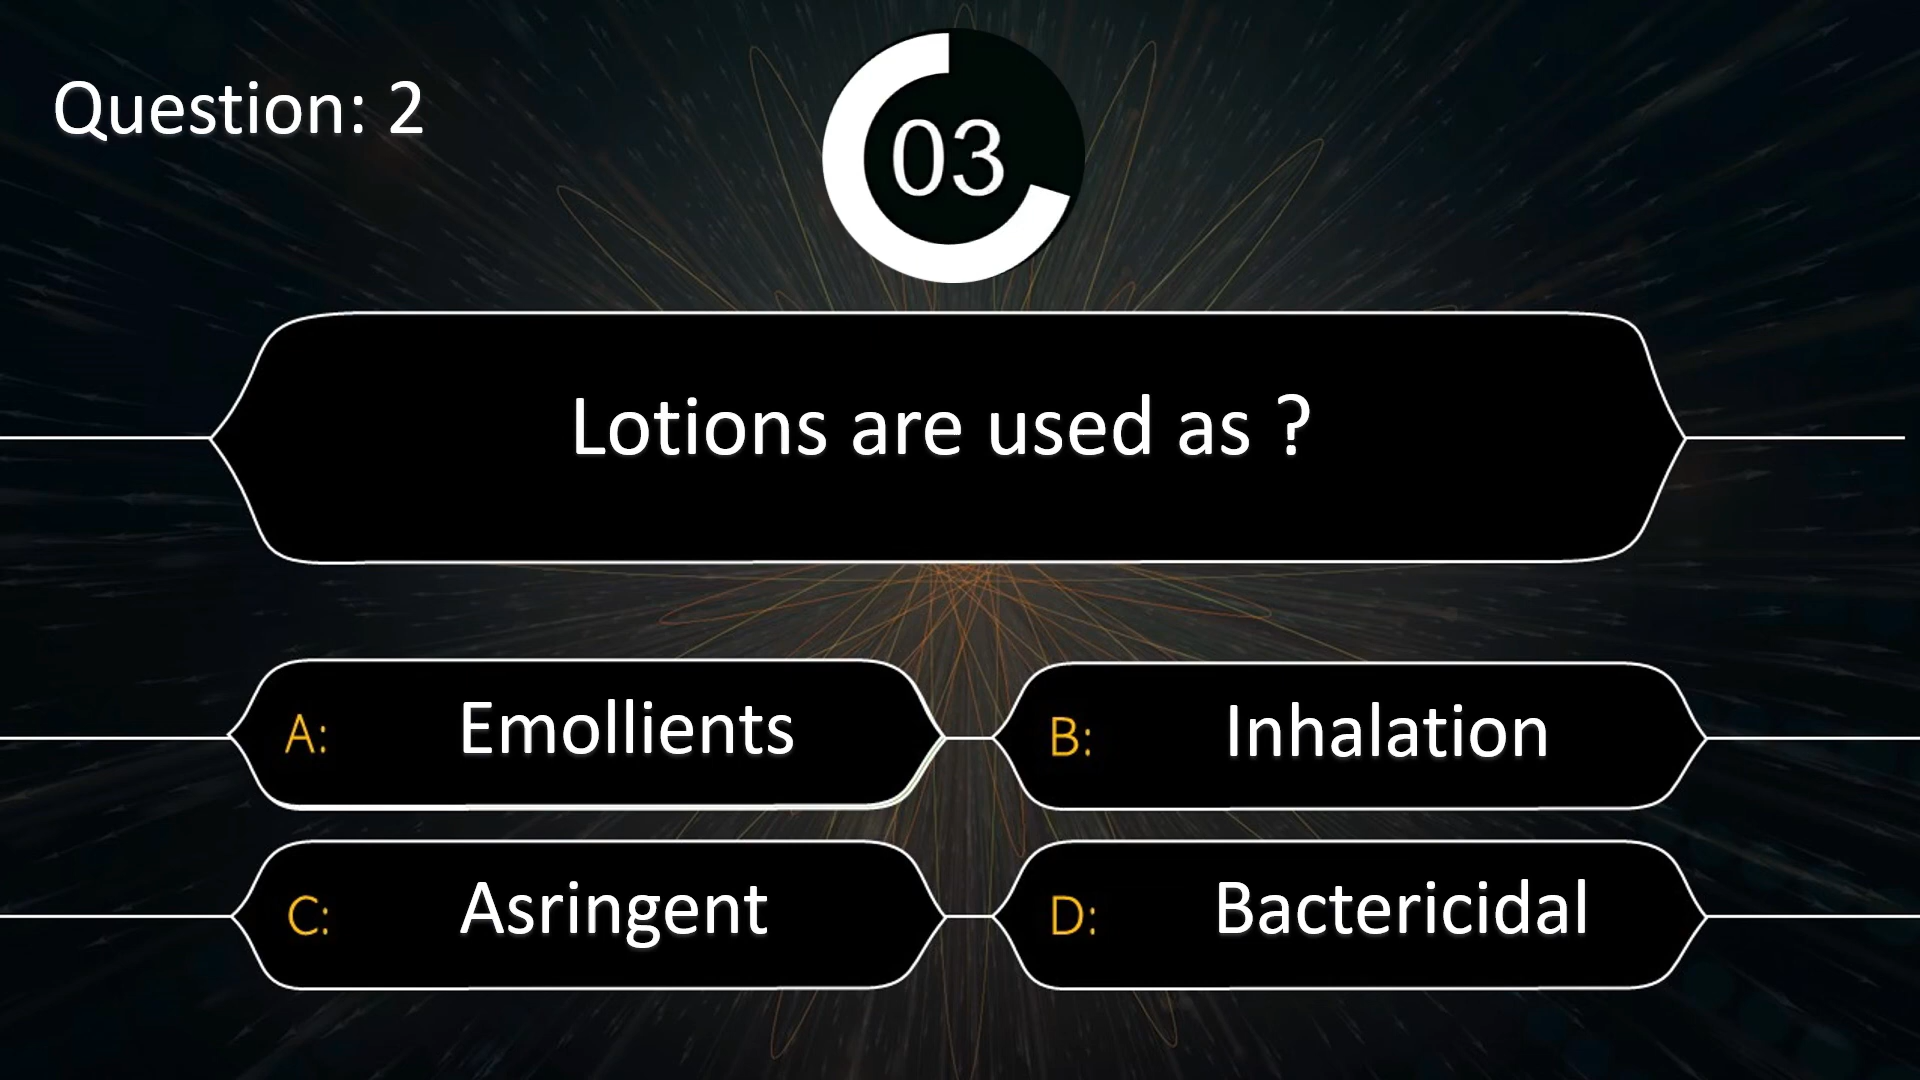 Question: 2
03
Lotions are used as ?
A: Emollients
B: Inhalation
C: Asringent
D: Bactericidal